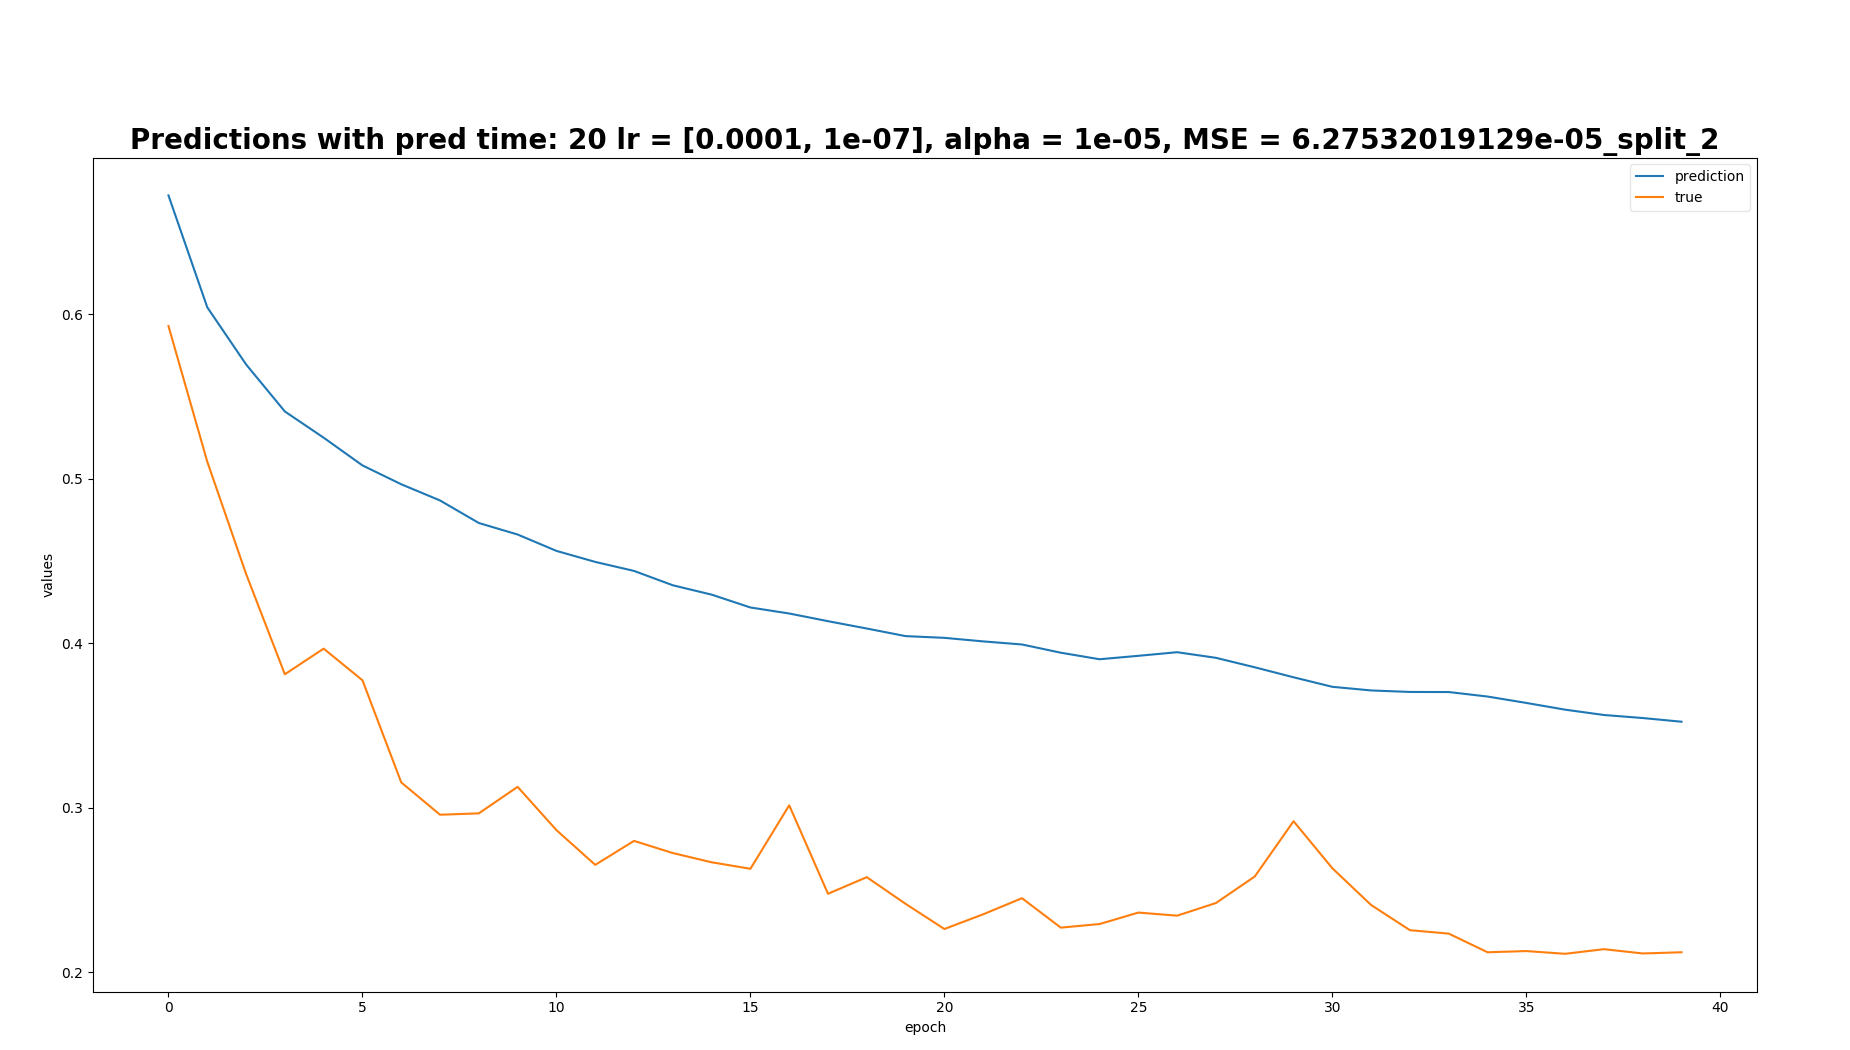 Predictions with pred time: 20 lr = [0.0001, 1e-07], alpha = 1e-05, MSE = 6.27532019129e-05_split_2
prediction
true
0.6
0.5
0.4
0.3
0.2
values
0 5 10 15 20 25 30 35 40
epoch